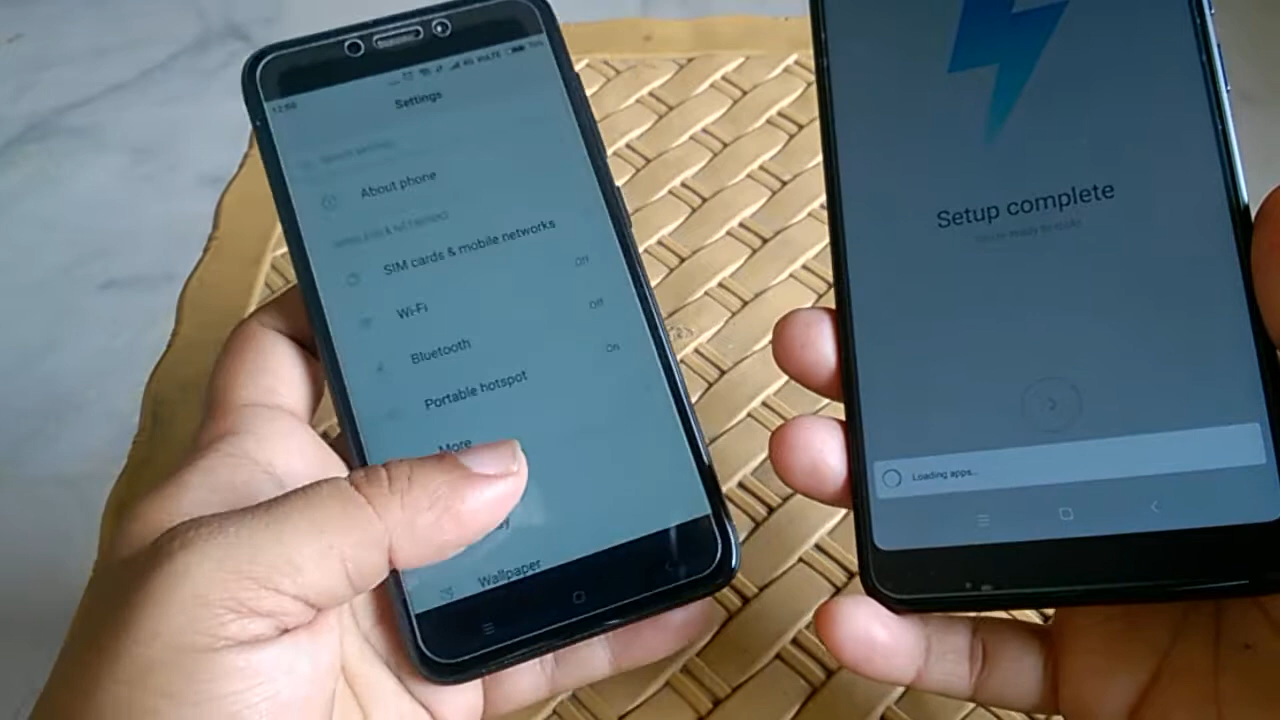 Settings
About phone
SIM cards & mobile networks
Wi-Fi
Off
Bluetooth
Off
Portable hotspot
On
More
Wallpaper
Setup complete
Loading apps...